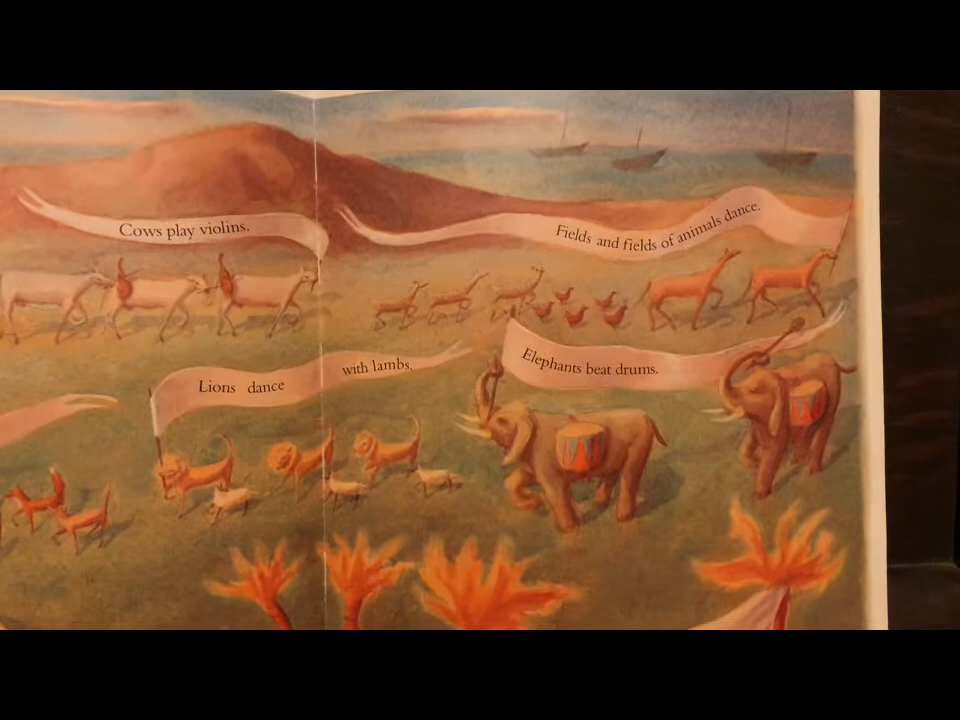 Cows play violins.
Fields and fields of animals dance.
Lions dance with lambs.
Elephants beat drums.